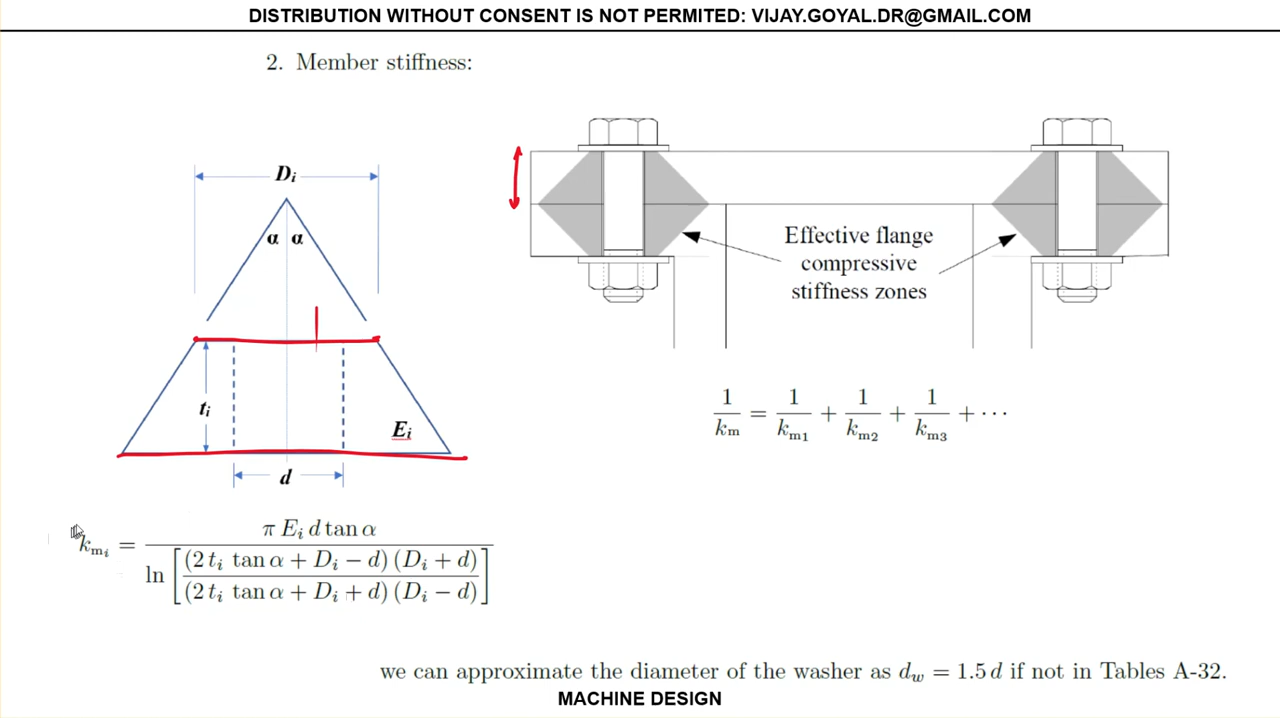 DISTRIBUTION WITHOUT CONSENT IS NOT PERMITED: VIJAY.GOYAL.DR@GMAIL.COM
2. Member stiffness:
D_i
α α
t_i
E_i
d
Effective flange
compressive
stiffness zones
1/k_m = 1/k_m1 + 1/k_m2 + 1/k_m3 + ⋯
k_m_i = π E_i d tan α / ln [ (2 t_i tan α + D_i − d) (D_i + d) / (2 t_i tan α + D_i + d) (D_i − d) ]
we can approximate the diameter of the washer as d_w = 1.5 d if not in Tables A-32.
MACHINE DESIGN